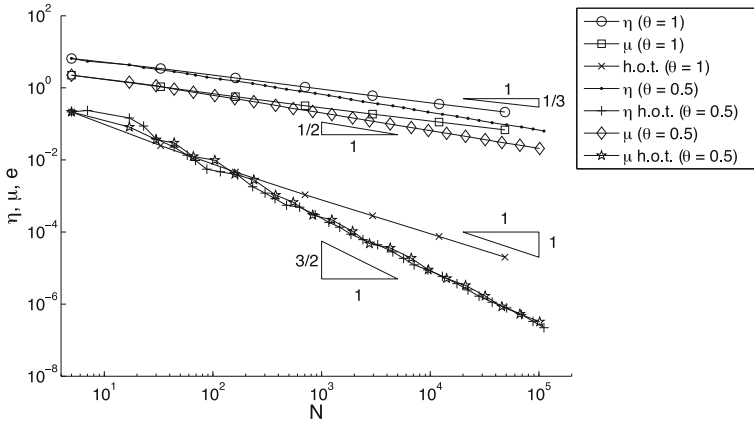 η, μ, e
10^2
10^0
10^−2
10^−4
10^−6
10^−8
10^1
10^2
10^3
10^4
10^5
N
1
1/3
1/2
1
1
1
3/2
1
η (θ = 1)
μ (θ = 1)
h.o.t. (θ = 1)
η (θ = 0.5)
η h.o.t. (θ = 0.5)
μ (θ = 0.5)
μ h.o.t. (θ = 0.5)